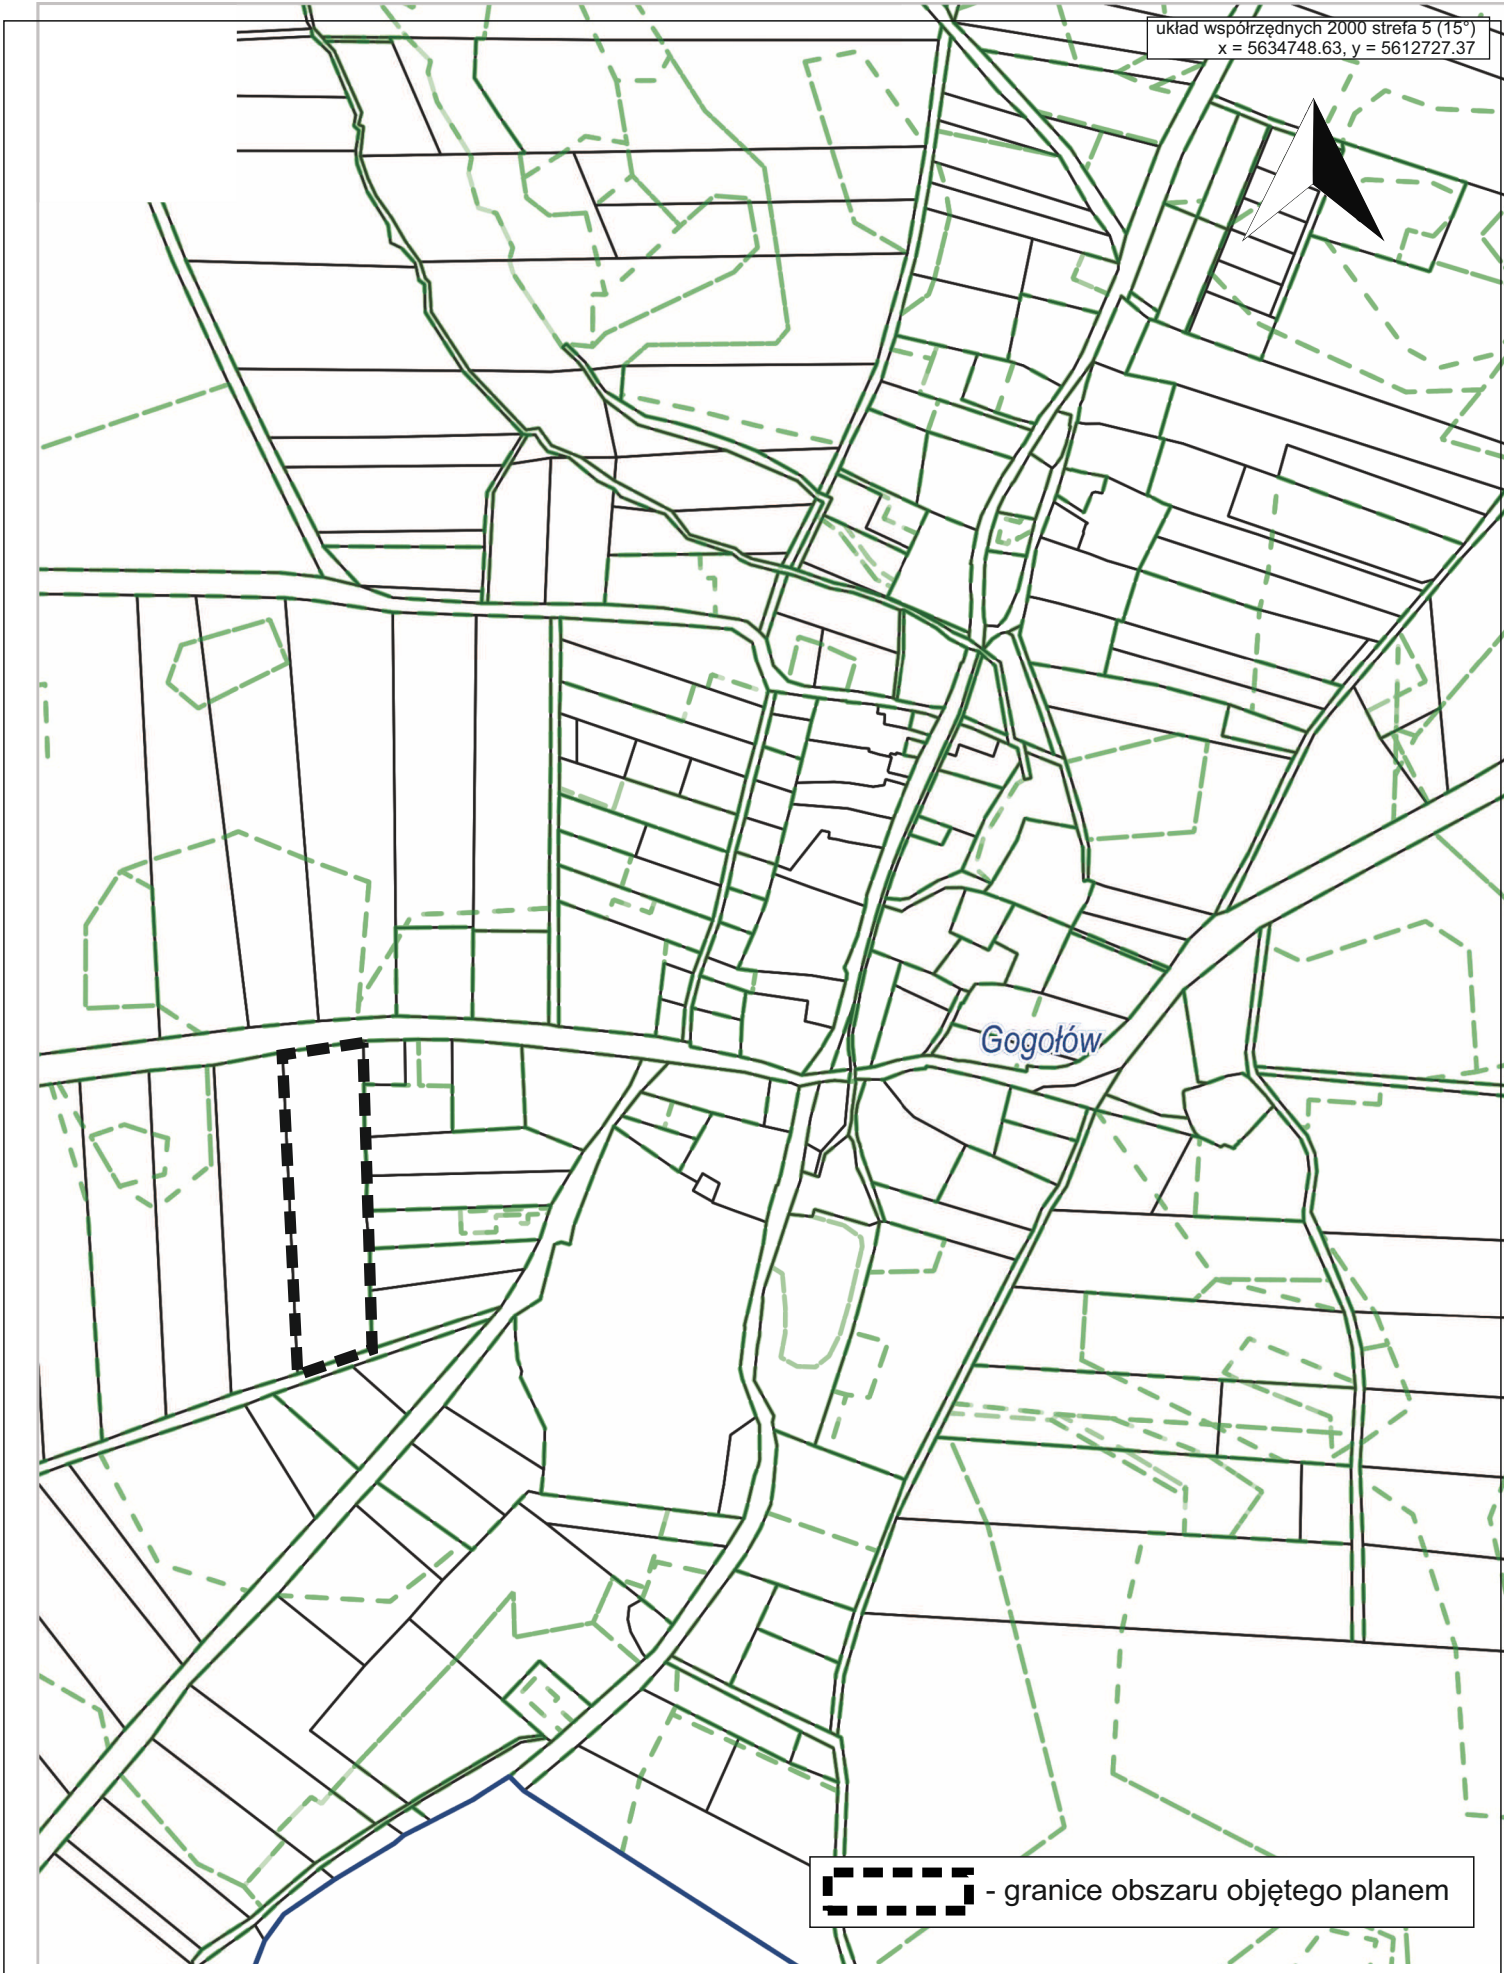 układ współrzędnych 2000 strefa 5 (15°)
x = 5634748.63, y = 5612727.37
Gogołów
- granice obszaru objętego planem